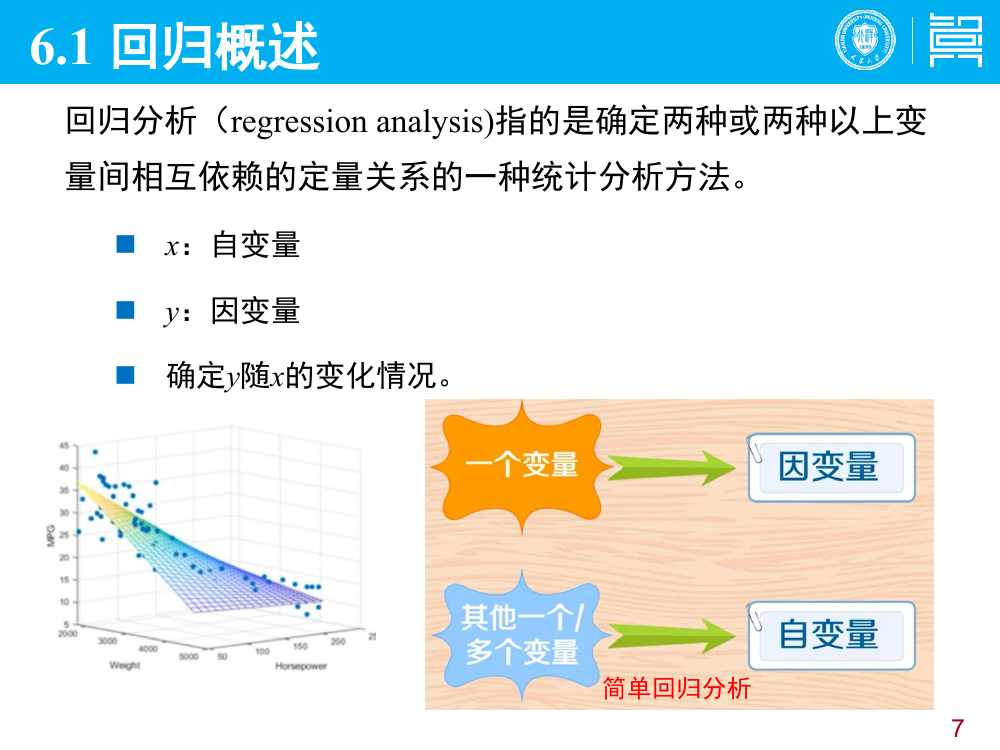 6.1 回归概述
回归分析（regression analysis)指的是确定两种或两种以上变
量间相互依赖的定量关系的一种统计分析方法。
x：自变量
y：因变量
确定y随x的变化情况。
45
40
35
30
25
20
15
10
5
MPG
2000
3000
4000
5000
Weight
50
100
150
200
Horsepower
一个变量
因变量
其他一个/
多个变量
自变量
简单回归分析
7